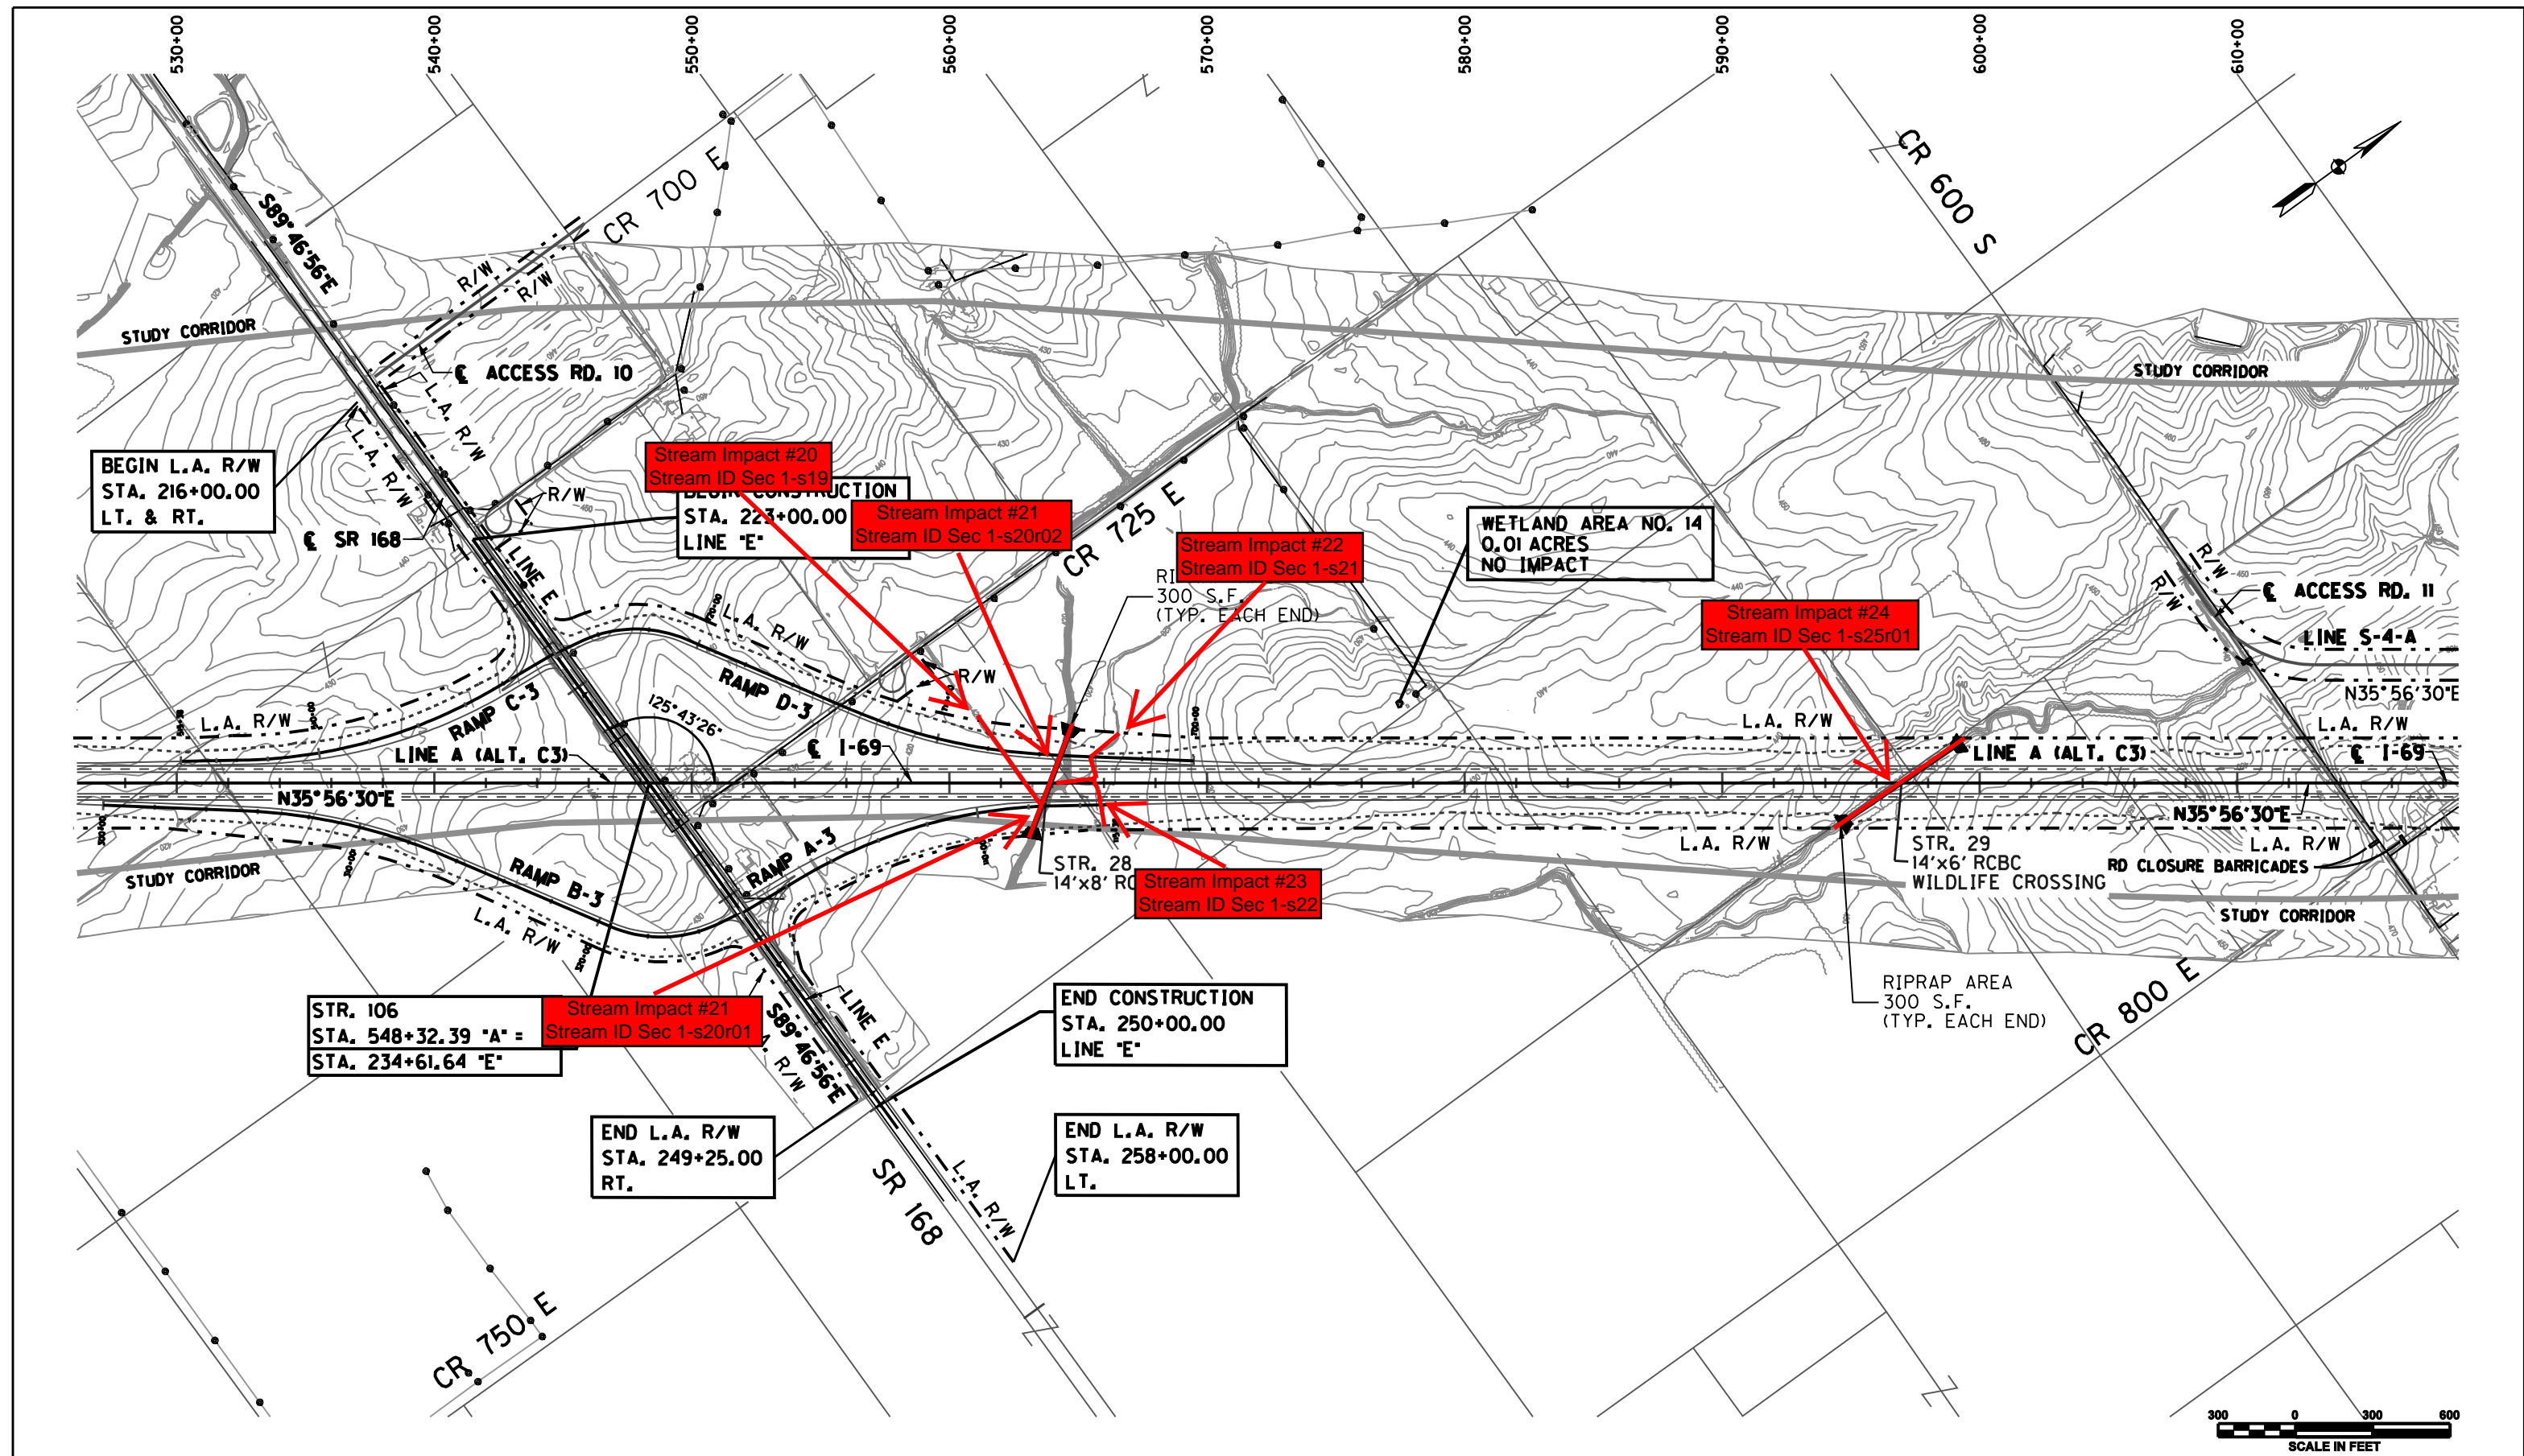 530+00
540+00
550+00
560+00
570+00
580+00
590+00
600+00
610+00
CR 700 E
CR 600 S
S89°46'56"E
R/W
R/W
STUDY CORRIDOR
STUDY CORRIDOR
℄ ACCESS RD. 10
L.A. R/W
L.A. R/W
BEGIN L.A. R/W
STA. 216+00.00
LT. & RT.
℄ SR 168
R/W
Stream Impact #20
Stream ID Sec 1-s19
BEGIN CONSTRUCTION
STA. 223+00.00
LINE "E"
Stream Impact #21
Stream ID Sec 1-s20r02
CR 725 E
Stream Impact #22
Stream ID Sec 1-s21
300 S.F.
(TYP. EACH END)
WETLAND AREA NO. 14
0.01 ACRES
NO IMPACT
Stream Impact #24
Stream ID Sec 1-s25r01
R/W
R/W
℄ ACCESS RD. 11
LINE S-4-A
N35°56'30"E
LINE E
L.A. R/W
R/W
RAMP D-3
RAMP C-3
L.A. R/W
125°43'26"
LINE A (ALT. C3)
℄ I-69
L.A. R/W
LINE A (ALT. C3)
L.A. R/W
℄ I-69
N35°56'30"E
N35°56'30"E
STUDY CORRIDOR
RAMP B-3
RAMP A-3
L.A. R/W
STR. 28
14'x8' RC
Stream Impact #23
Stream ID Sec 1-s22
L.A. R/W
STR. 29
14'x6' RCBC
WILDLIFE CROSSING
L.A. R/W
RD CLOSURE BARRICADES
STUDY CORRIDOR
RIPRAP AREA
300 S.F.
(TYP. EACH END)
CR 800 E
STR. 106
STA. 548+32.39 "A" =
STA. 234+61.64 "E"
Stream Impact #21
Stream ID Sec 1-s20r01
S89°46'56"E
R/W
LINE E
END CONSTRUCTION
STA. 250+00.00
LINE "E"
END L.A. R/W
STA. 249+25.00
RT.
END L.A. R/W
STA. 258+00.00
LT.
SR 168
L.A. R/W
CR 750 E
300 0 300 600
SCALE IN FEET